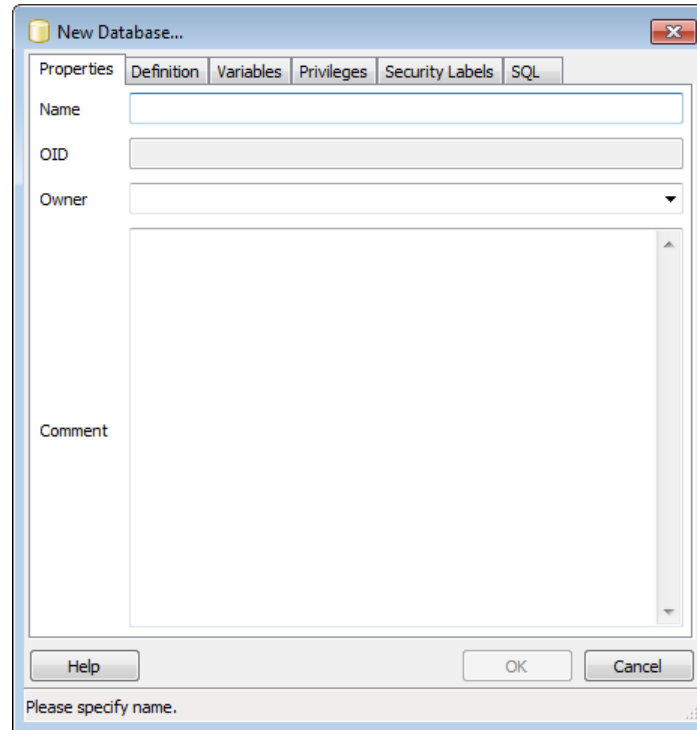 New Database...
Properties Definition Variables Privileges Security Labels SQL
Name
OID
Owner
Comment
Help OK Cancel
Please specify name.